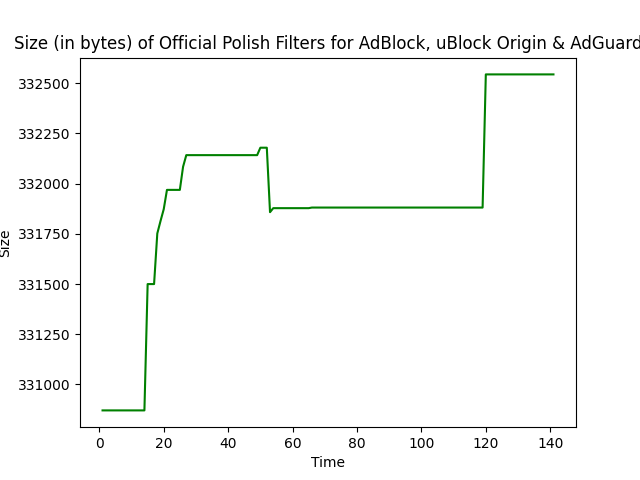 Size (in bytes) of Official Polish Filters for AdBlock, uBlock Origin & AdGuard
332500
332250
332000
331750
331500
331250
331000
Size
0 20 40 60 80 100 120 140
Time